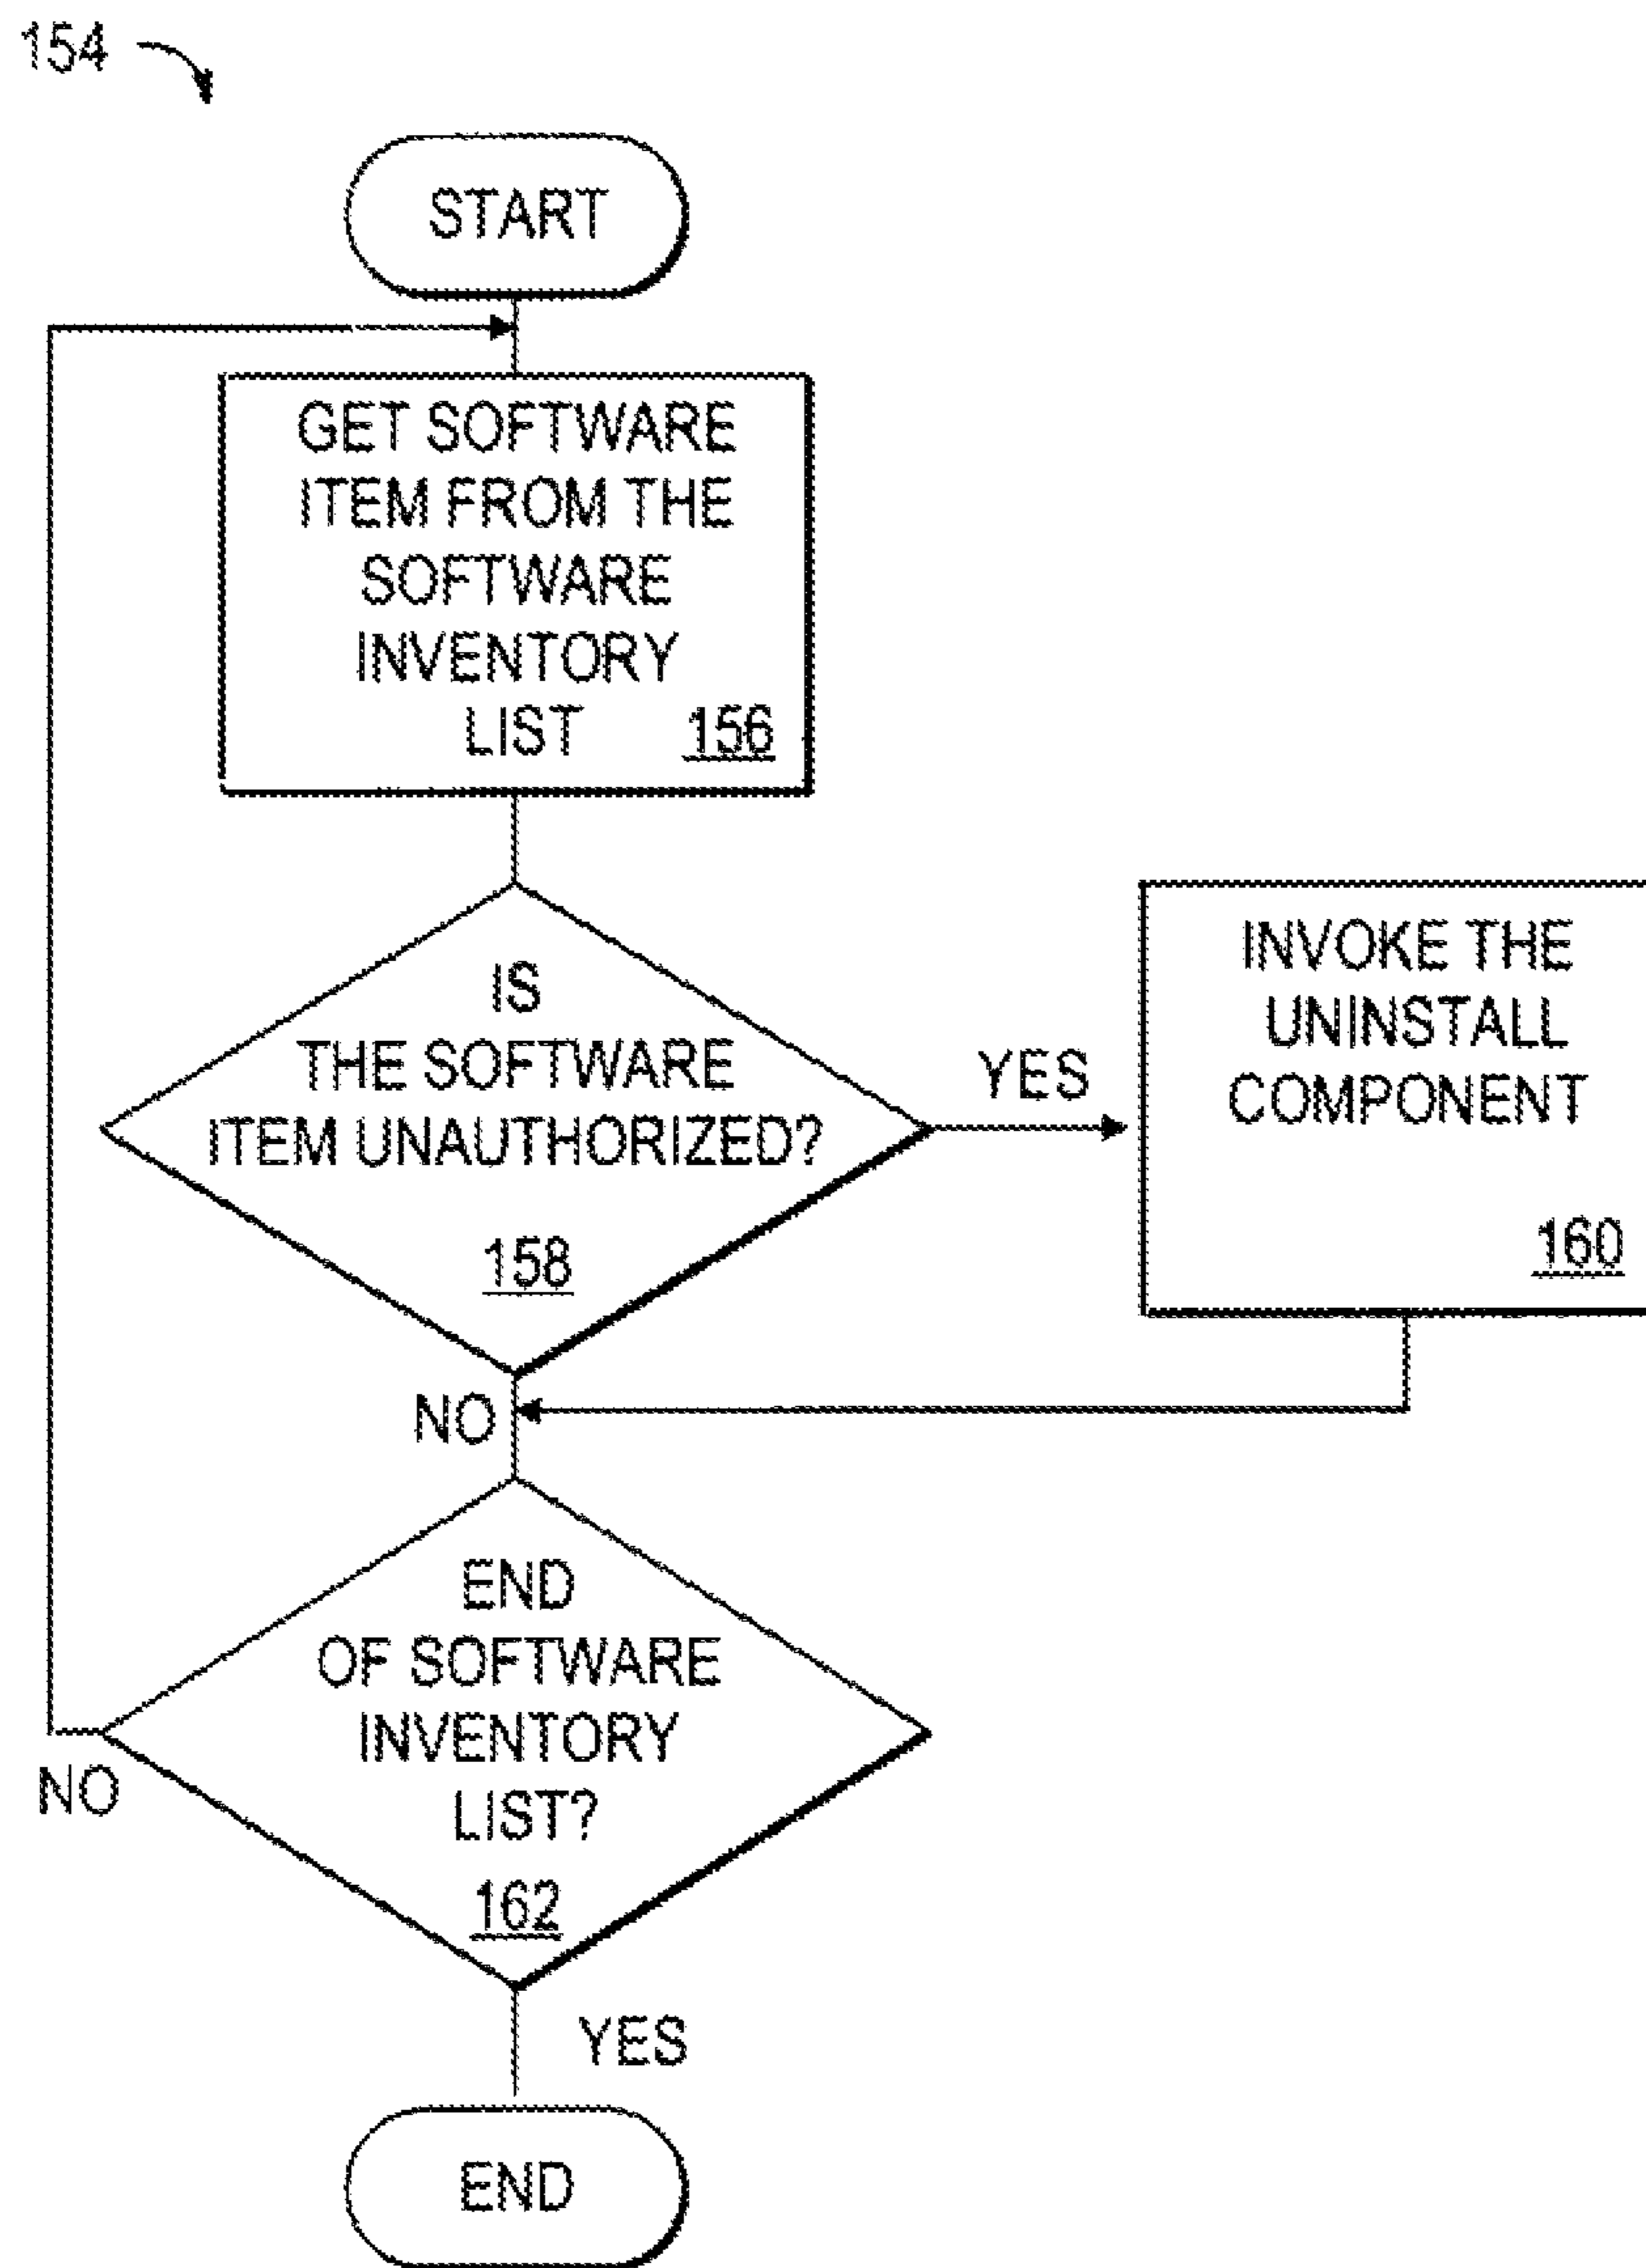 154
START
GET SOFTWARE
ITEM FROM THE
SOFTWARE
INVENTORY
LIST 156
IS
THE SOFTWARE
ITEM UNAUTHORIZED?
158
YES
INVOKE THE
UNINSTALL
COMPONENT
160
NO
END
OF SOFTWARE
INVENTORY
LIST?
162
NO
YES
END